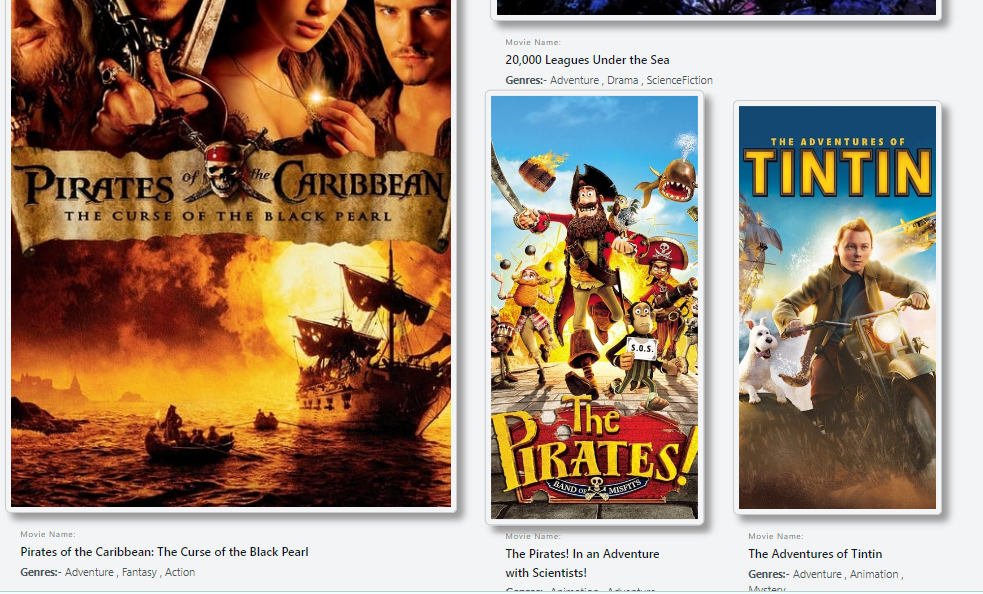 PIRATES of the CARIBBEAN
THE CURSE OF THE BLACK PEARL
Movie Name:
Pirates of the Caribbean: The Curse of the Black Pearl
Genres:- Adventure , Fantasy , Action
Movie Name:
20,000 Leagues Under the Sea
Genres:- Adventure , Drama , ScienceFiction
S.O.S.
The
PIRATES!
BAND OF MISFITS
Movie Name:
The Pirates! In an Adventure
with Scientists!
Genres:- Animation , Adventure
THE ADVENTURES OF
TINTIN
Movie Name:
The Adventures of Tintin
Genres:- Adventure , Animation ,
Mystery